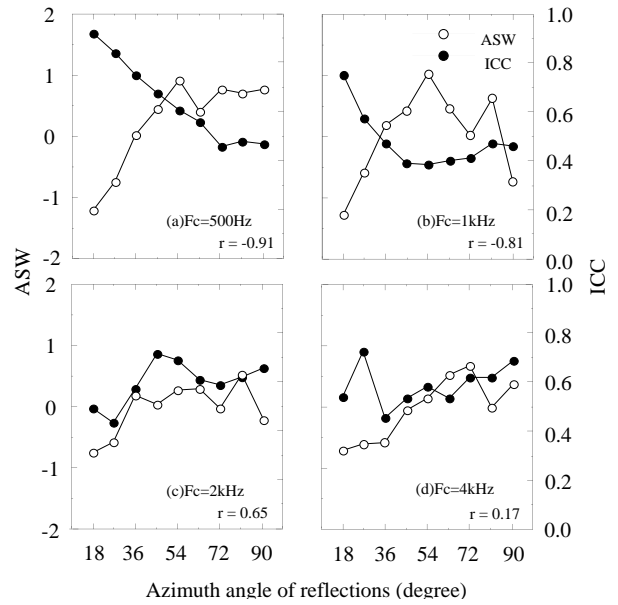 2
1
0
-1
-2
(a)Fc=500Hz
r = -0.91
1.0
0.8
0.6
0.4
0.2
0.0
ASW
ICC
(b)Fc=1kHz
r = -0.81
ASW
ICC
2
1
0
-1
-2
(c)Fc=2kHz
r = 0.65
1.0
0.8
0.6
0.4
0.2
0.0
(d)Fc=4kHz
r = 0.17
18 36 54 72 90
18 36 54 72 90
Azimuth angle of reflections (degree)